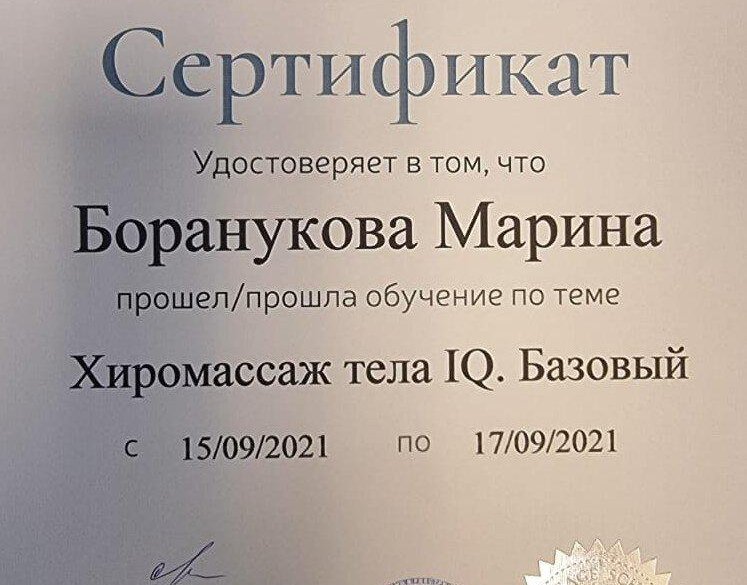 Сертификат
Удостоверяет в том, что
Боранукова Марина
прошел/прошла обучение по теме
Хиромассаж тела IQ. Базовый
с 15/09/2021 по 17/09/2021